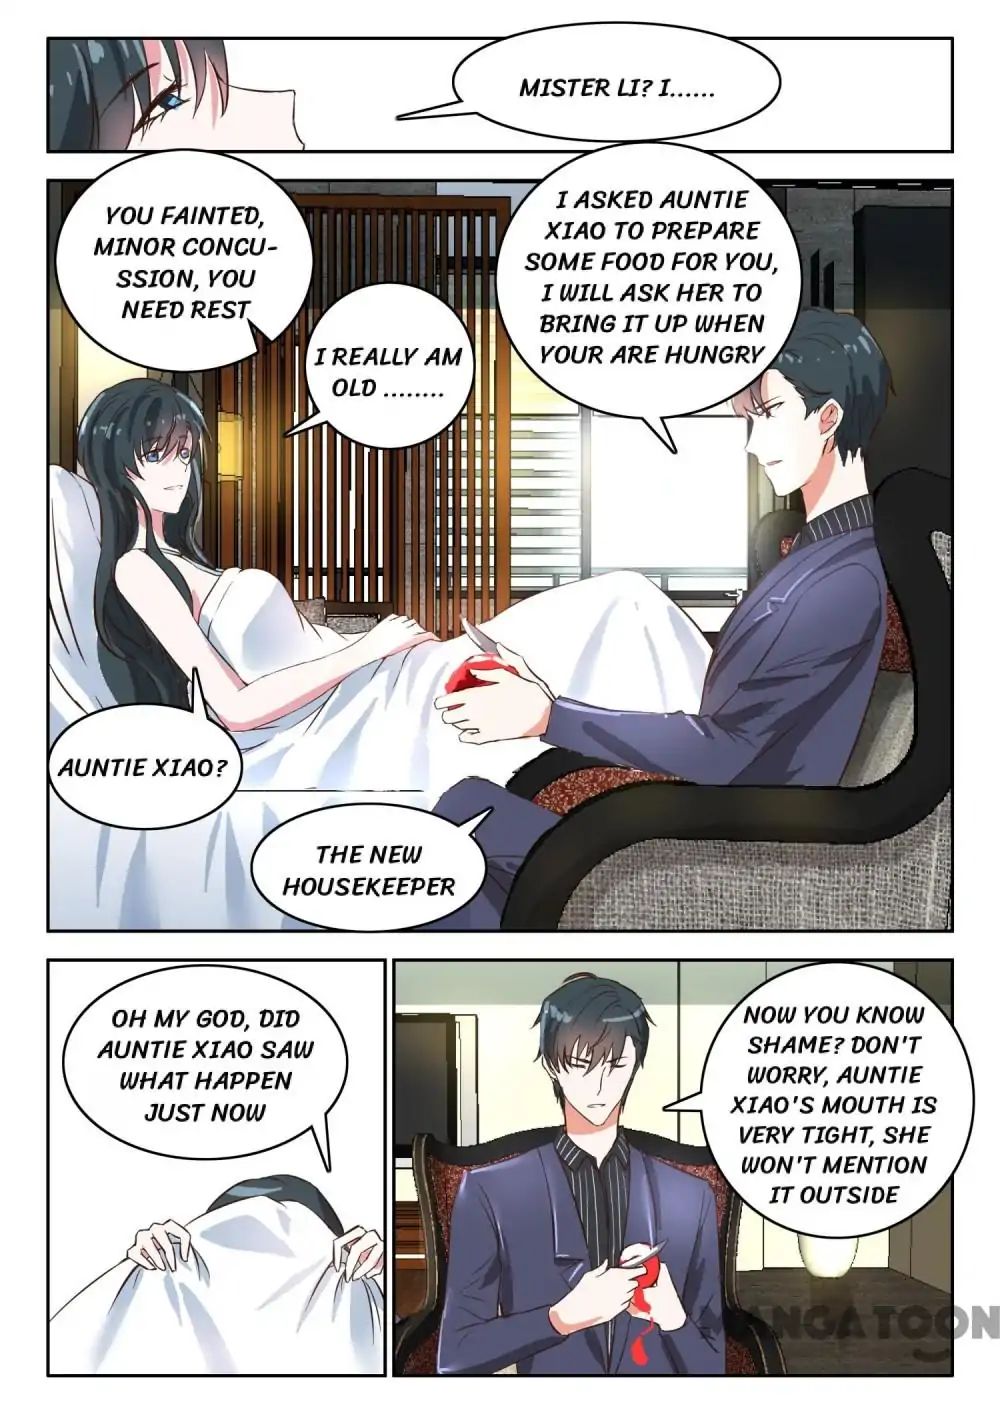 MISTER LI? I......
YOU FAINTED,
MINOR CONCU-
SSION, YOU
NEED REST
I REALLY AM
OLD ........
I ASKED AUNTIE
XIAO TO PREPARE
SOME FOOD FOR YOU,
I WILL ASK HER TO
BRING IT UP WHEN
YOUR ARE HUNGRY
AUNTIE XIAO?
THE NEW
HOUSEKEEPER
OH MY GOD, DID
AUNTIE XIAO SAW
WHAT HAPPEN
JUST NOW
NOW YOU KNOW
SHAME? DON'T
WORRY, AUNTIE
XIAO'S MOUTH IS
VERY TIGHT, SHE
WON'T MENTION
IT OUTSIDE
MANGATOON